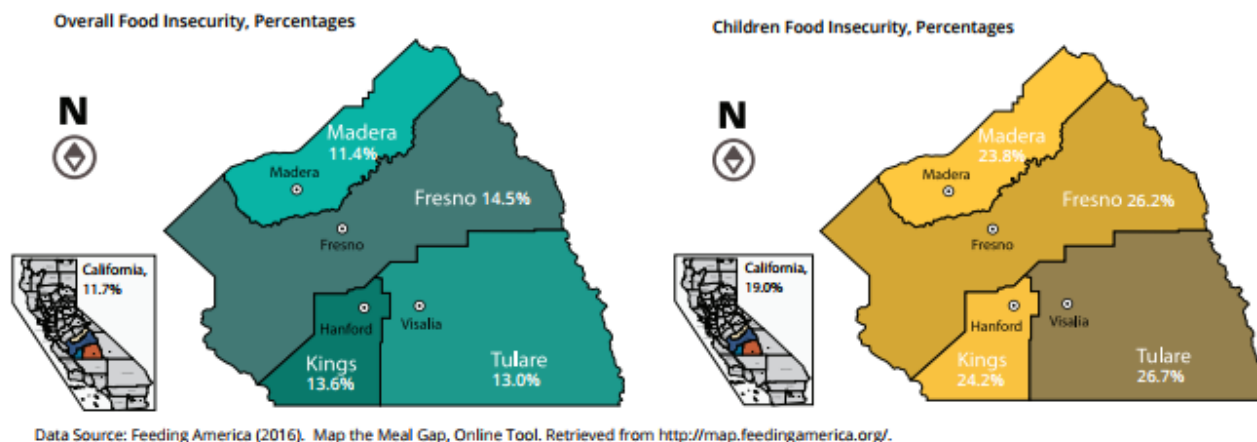 Overall Food Insecurity, Percentages
N
Madera
11.4%
Madera
Fresno 14.5%
Fresno
California,
11.7%
Hanford
Visalia
Kings
13.6%
Tulare
13.0%
Children Food Insecurity, Percentages
N
Madera
23.8%
Madera
Fresno 26.2%
Fresno
California,
19.0%
Hanford
Visalia
Kings
24.2%
Tulare
26.7%
Data Source: Feeding America (2016). Map the Meal Gap, Online Tool. Retrieved from http://map.feedingamerica.org/.